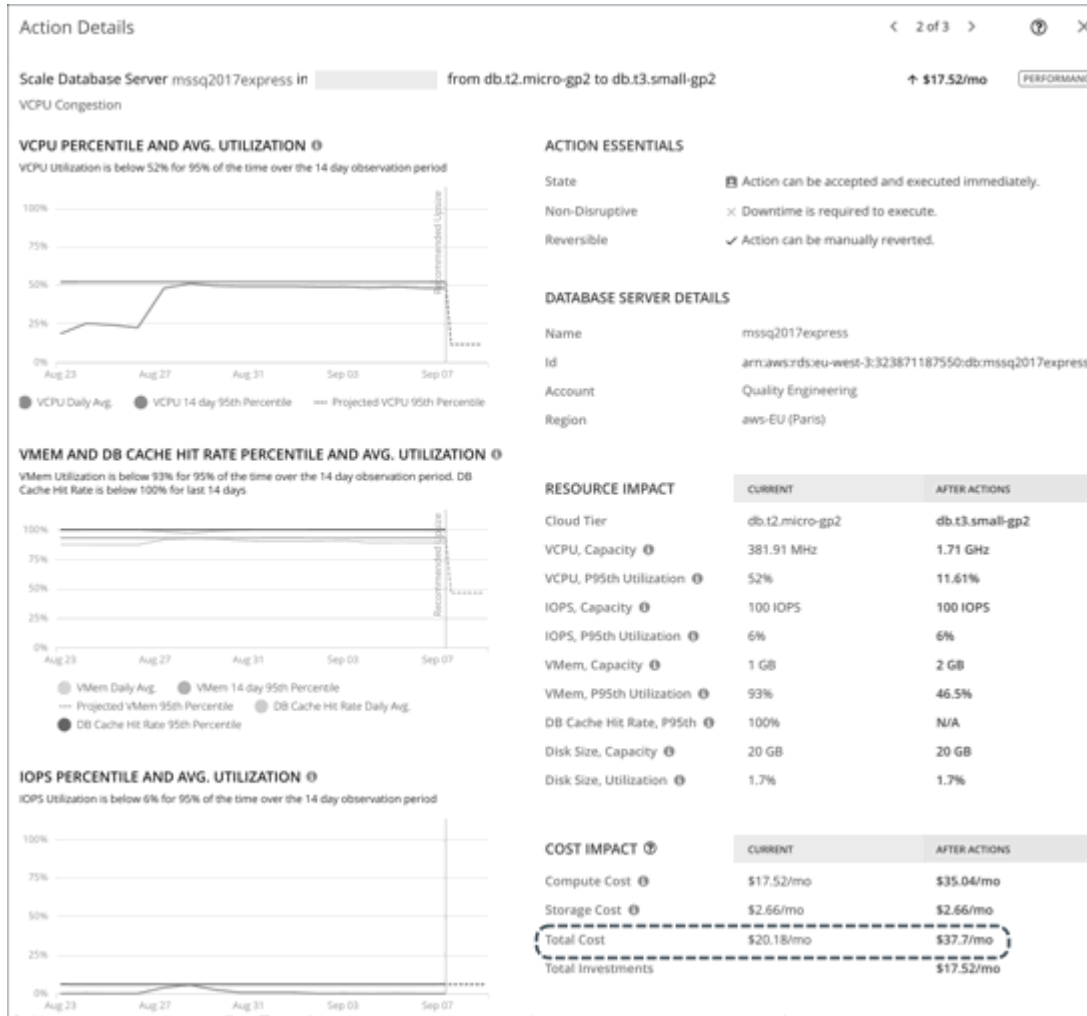 Action Details
< 2 of 3 >
Scale Database Server mssq2017express in from db.t2.micro-gp2 to db.t3.small-gp2
↑ $17.52/mo
PERFORMANC
VCPU Congestion
VCPU PERCENTILE AND AVG. UTILIZATION
VCPU Utilization is below 52% for 95% of the time over the 14 day observation period
100%
75%
50%
25%
0%
Recommended Upsize
Aug 23 Aug 27 Aug 31 Sep 03 Sep 07
VCPU Daily Avg. VCPU 14 day 95th Percentile Projected VCPU 95th Percentile
VMEM AND DB CACHE HIT RATE PERCENTILE AND AVG. UTILIZATION
VMem Utilization is below 93% for 95% of the time over the 14 day observation period. DB
Cache Hit Rate is below 100% for last 14 days
100%
75%
50%
25%
0%
Recommended Upsize
Aug 23 Aug 27 Aug 31 Sep 03 Sep 07
VMem Daily Avg. VMem 14 day 95th Percentile
Projected VMem 95th Percentile DB Cache Hit Rate Daily Avg.
DB Cache Hit Rate 95th Percentile
IOPS PERCENTILE AND AVG. UTILIZATION
IOPS Utilization is below 6% for 95% of the time over the 14 day observation period
100%
75%
50%
25%
0%
Aug 23 Aug 27 Aug 31 Sep 03 Sep 07
ACTION ESSENTIALS
State Action can be accepted and executed immediately.
Non-Disruptive × Downtime is required to execute.
Reversible ✓ Action can be manually reverted.
DATABASE SERVER DETAILS
Name mssq2017express
Id arn:aws:rds:eu-west-3:323871187550:db:mssq2017express
Account Quality Engineering
Region aws-EU (Paris)
RESOURCE IMPACT CURRENT AFTER ACTIONS
Cloud Tier db.t2.micro-gp2 db.t3.small-gp2
VCPU, Capacity 381.91 MHz 1.71 GHz
VCPU, P95th Utilization 52% 11.61%
IOPS, Capacity 100 IOPS 100 IOPS
IOPS, P95th Utilization 6% 6%
VMem, Capacity 1 GB 2 GB
VMem, P95th Utilization 93% 46.5%
DB Cache Hit Rate, P95th 100% N/A
Disk Size, Capacity 20 GB 20 GB
Disk Size, Utilization 1.7% 1.7%
COST IMPACT CURRENT AFTER ACTIONS
Compute Cost $17.52/mo $35.04/mo
Storage Cost $2.66/mo $2.66/mo
Total Cost $20.18/mo $37.7/mo
Total Investments $17.52/mo